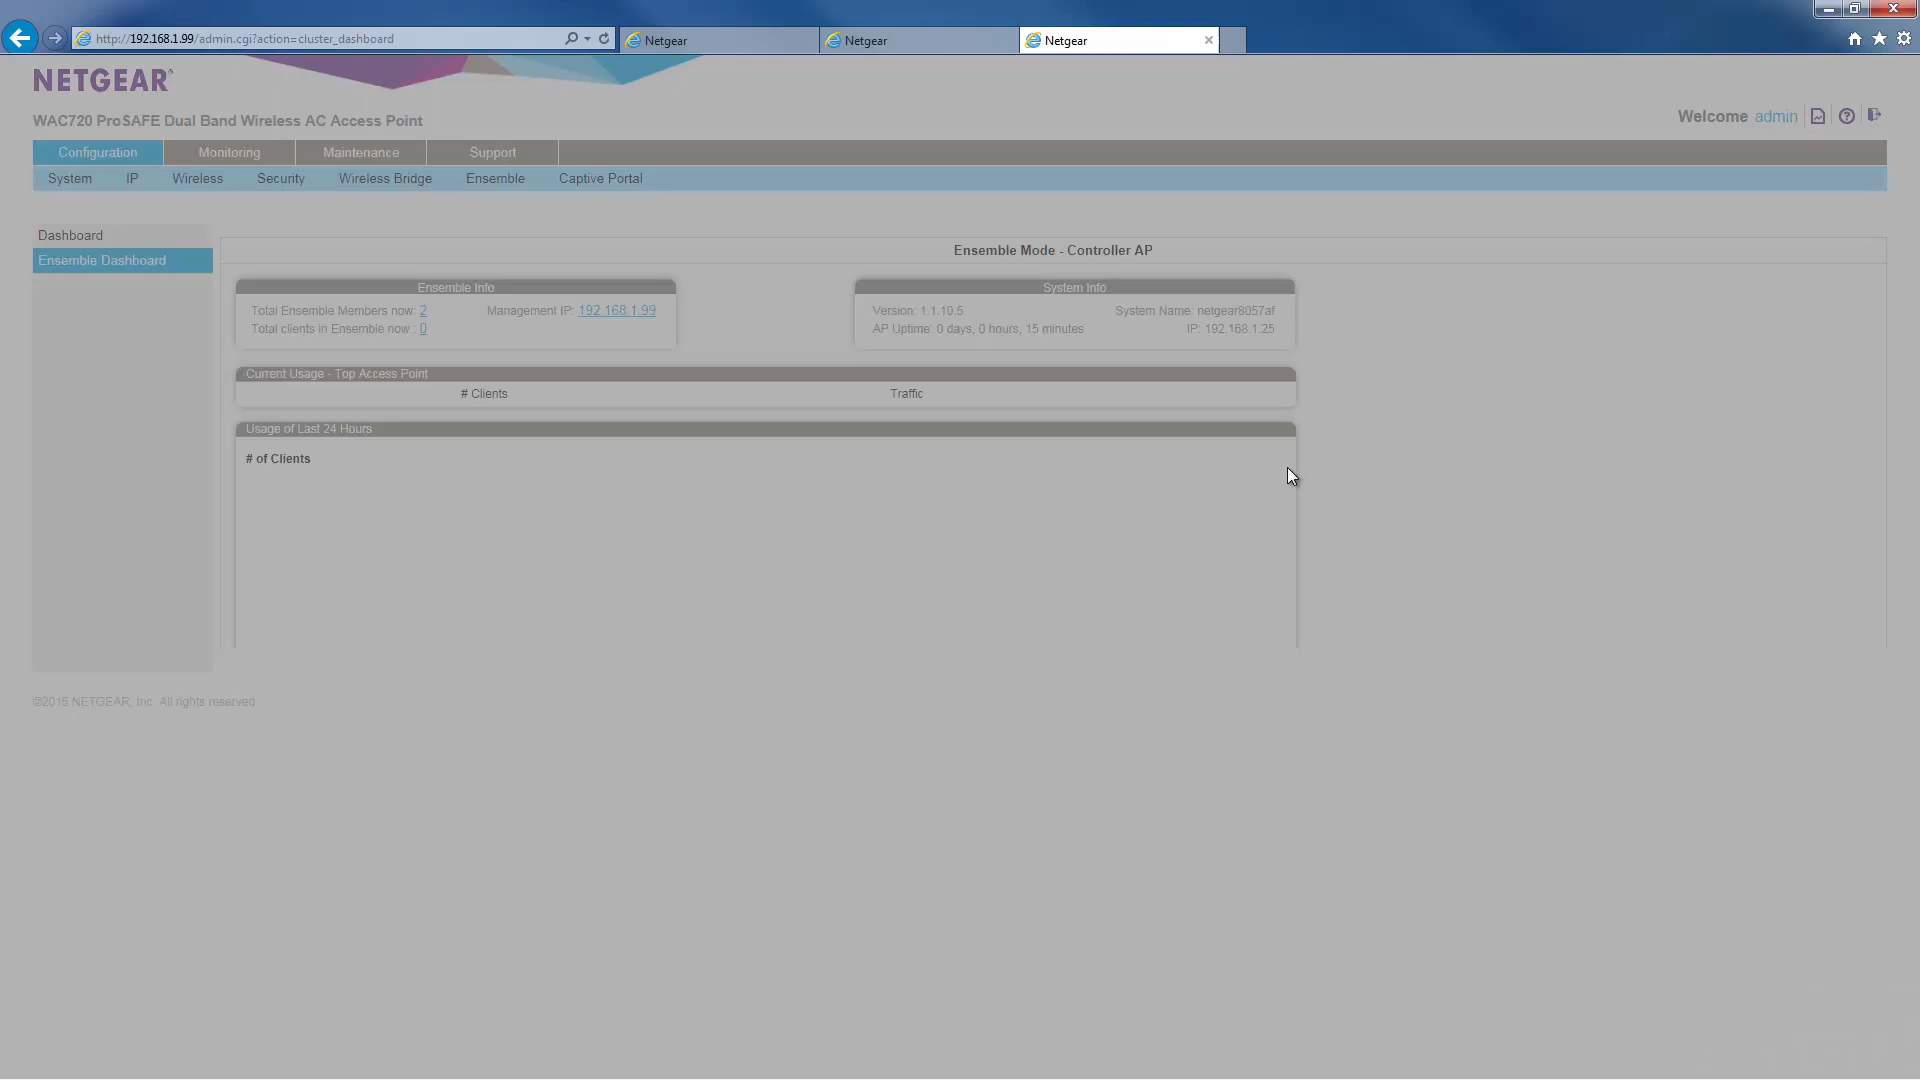 http://192.168.1.99/admin.cgi?action=cluster_dashboard
Netgear
Netgear
Netgear
NETGEAR®
WAC720 ProSAFE Dual Band Wireless AC Access Point
Welcome admin
Configuration Monitoring Maintenance Support
System IP Wireless Security Wireless Bridge Ensemble Captive Portal
Dashboard
Ensemble Dashboard
Ensemble Mode - Controller AP
Ensemble Info
Total Ensemble Members now: 2 Management IP: 192.168.1.99
Total clients in Ensemble now : 0
System Info
Version: 1.1.10.5 System Name: netgear8057af
AP Uptime: 0 days, 0 hours, 15 minutes IP: 192.168.1.25
Current Usage - Top Access Point
# Clients Traffic
Usage of Last 24 Hours
# of Clients
©2015 NETGEAR, Inc. All rights reserved